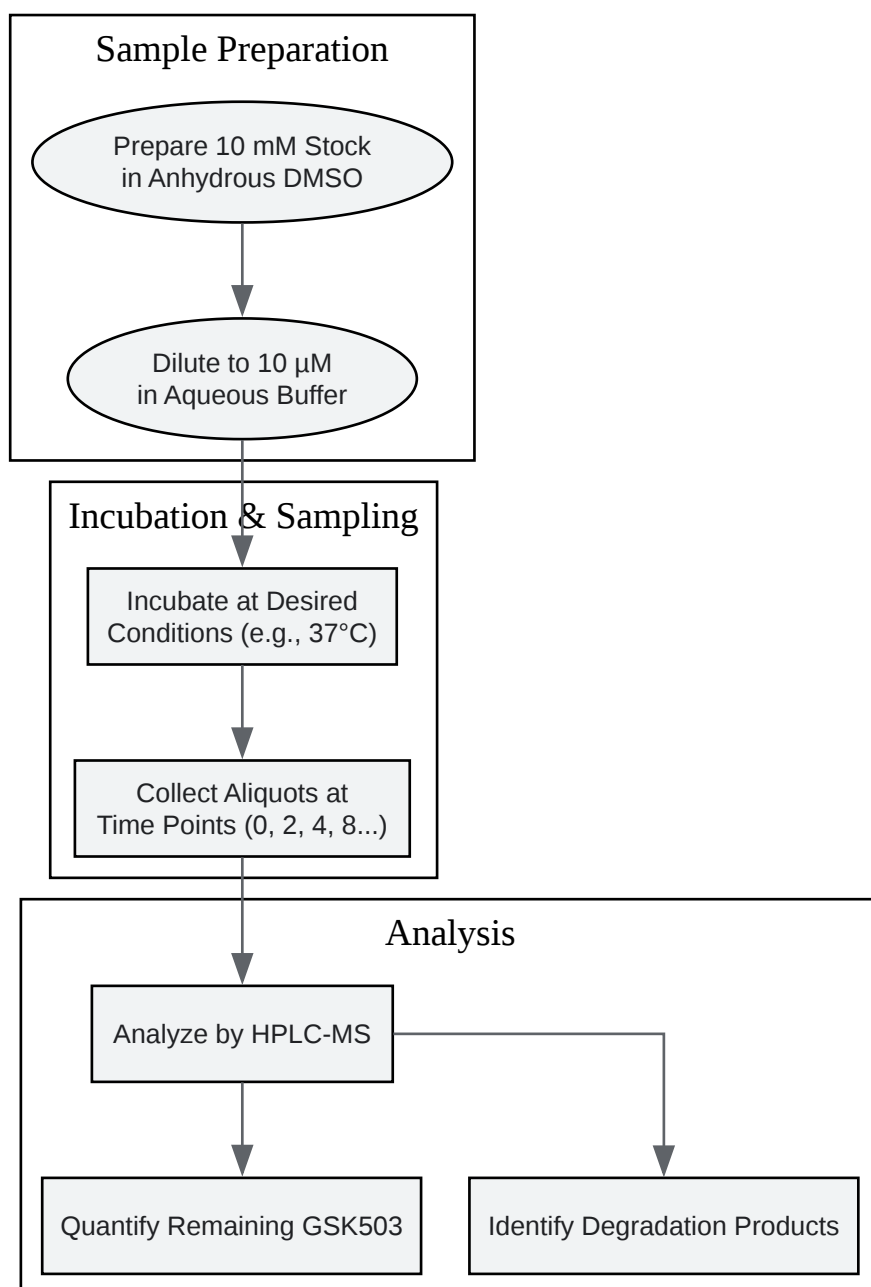 Sample Preparation
Prepare 10 mM Stock
in Anhydrous DMSO
Dilute to 10 µM
in Aqueous Buffer
Incubation & Sampling
Incubate at Desired
Conditions (e.g., 37°C)
Collect Aliquots at
Time Points (0, 2, 4, 8...)
Analysis
Analyze by HPLC-MS
Quantify Remaining GSK503
Identify Degradation Products